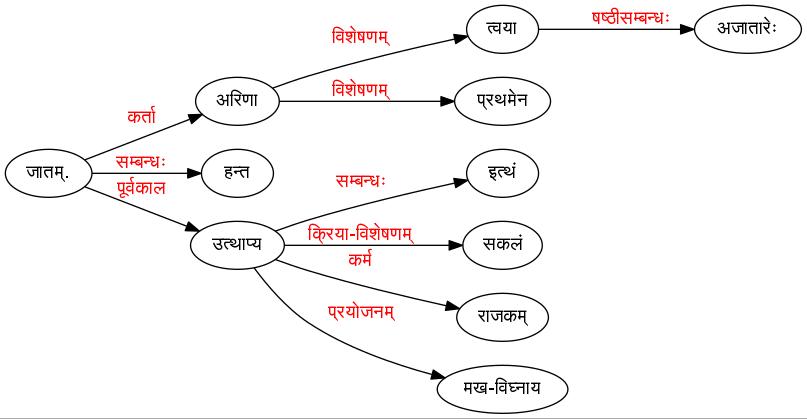 विशेषणम्
त्वया
षष्ठीसम्बन्धः
अजातारेः
कर्ता
अरिणा
विशेषणम्
प्रथमेन
जातम्.
सम्बन्धः
हन्त
सम्बन्धः
इत्थं
पूर्वकाल
उत्थाप्य
क्रिया-विशेषणम्
सकलं
कर्म
राजकम्
प्रयोजनम्
मख-विघ्नाय